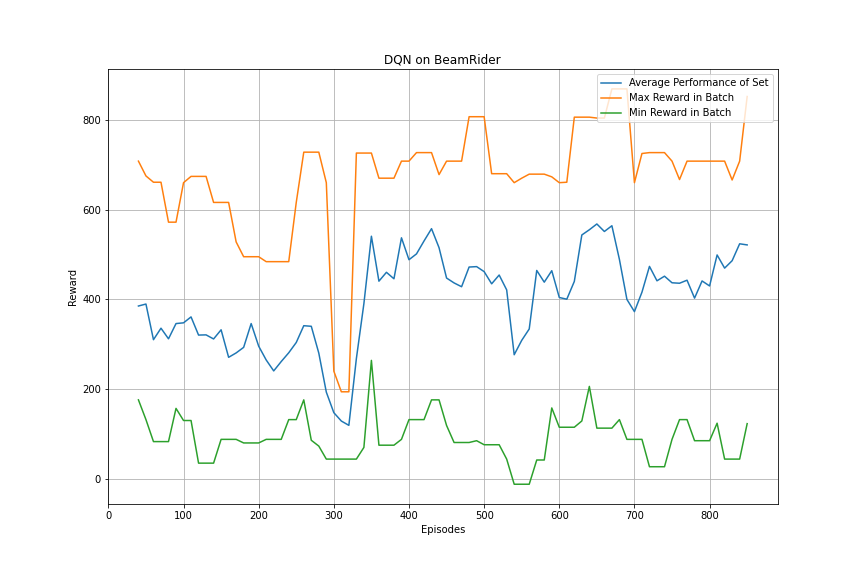 DQN on BeamRider
Average Performance of Set
Max Reward in Batch
Min Reward in Batch
800
600
400
200
0
Reward
0 100 200 300 400 500 600 700 800
Episodes